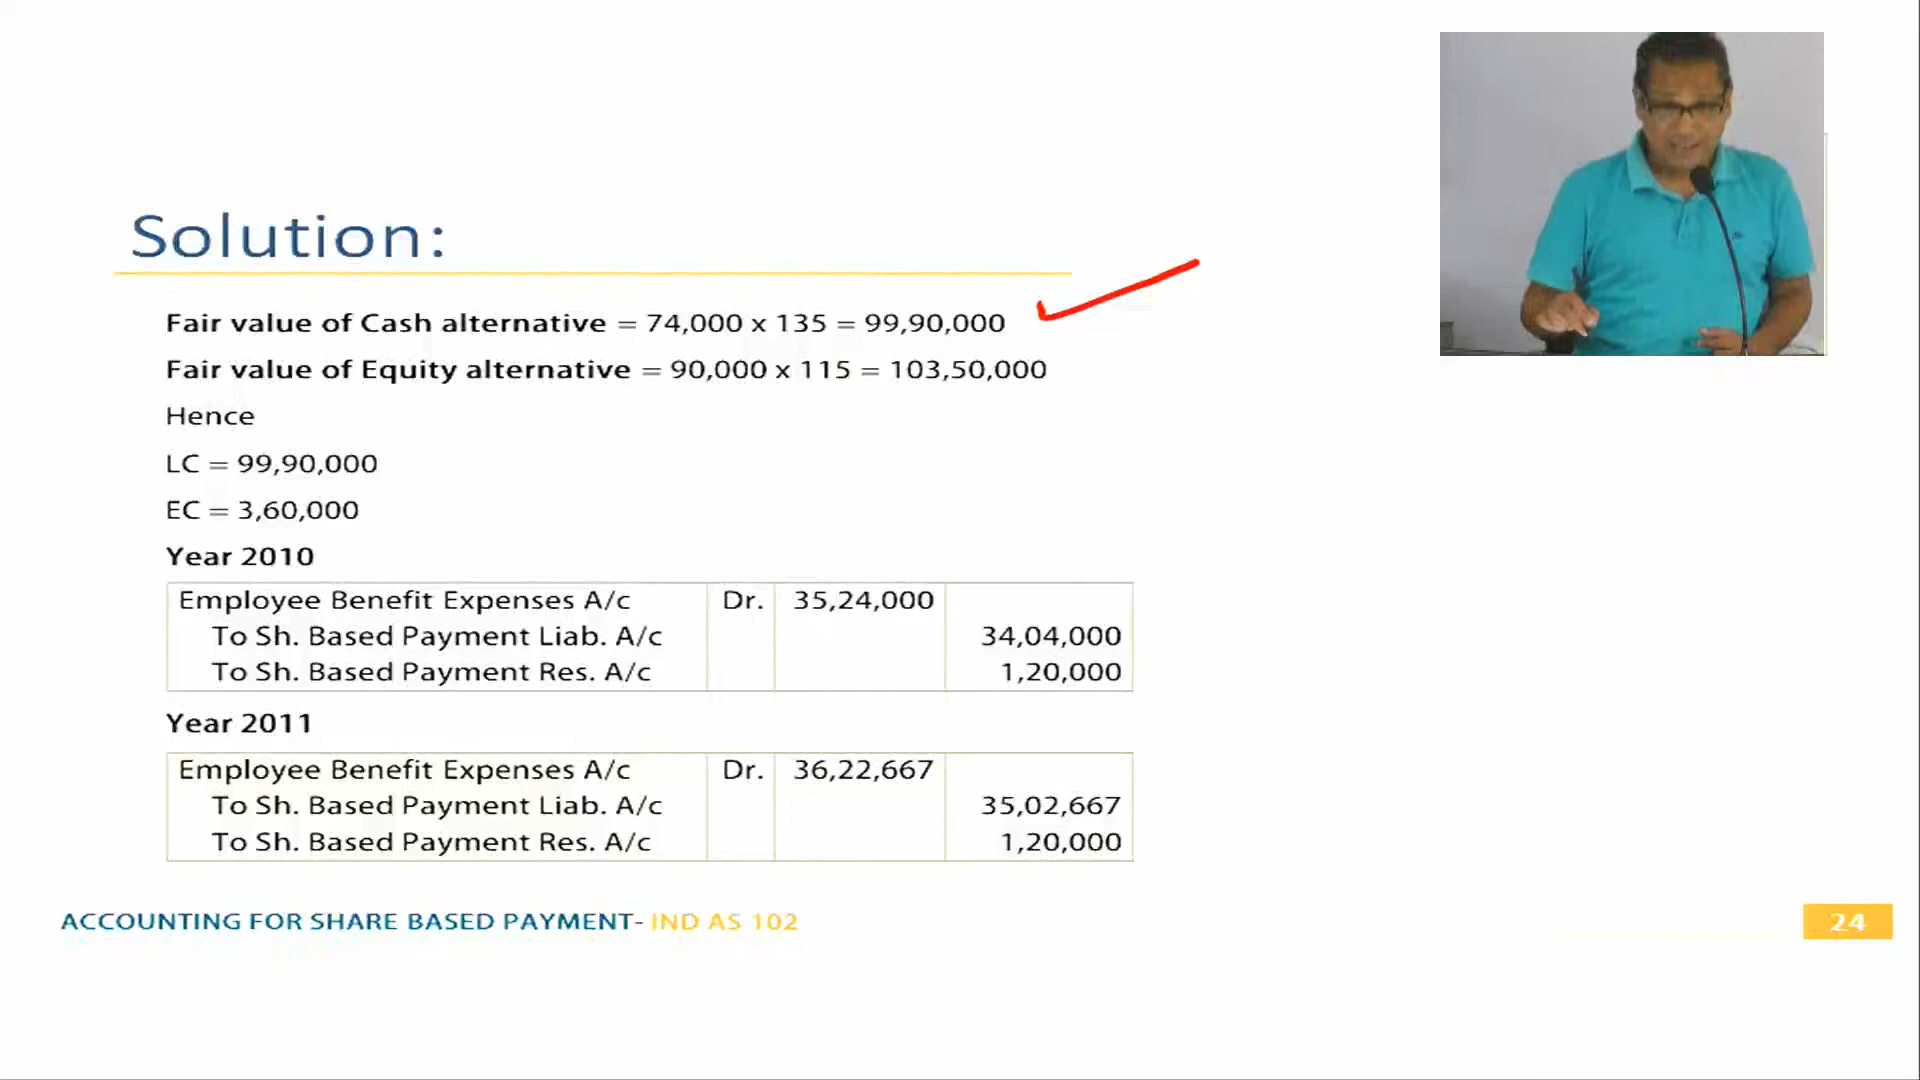 Solution:
Fair value of Cash alternative = 74,000 x 135 = 99,90,000
Fair value of Equity alternative = 90,000 x 115 = 103,50,000
Hence
LC = 99,90,000
EC = 3,60,000
Year 2010
Employee Benefit Expenses A/c Dr. 35,24,000
To Sh. Based Payment Liab. A/c 34,04,000
To Sh. Based Payment Res. A/c 1,20,000
Year 2011
Employee Benefit Expenses A/c Dr. 36,22,667
To Sh. Based Payment Liab. A/c 35,02,667
To Sh. Based Payment Res. A/c 1,20,000
ACCOUNTING FOR SHARE BASED PAYMENT- IND AS 102
24